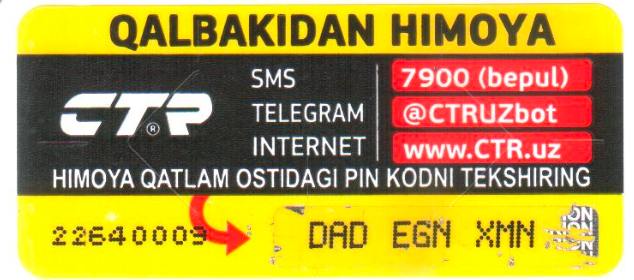 QALBAKIDAN HIMOYA
CTP®
SMS 7900 (bepul)
TELEGRAM @CTRUZbot
INTERNET www.CTR.uz
HIMOYA QATLAM OSTIDAGI PIN KODNI TEKSHIRING
22640009 DAD EGN XMN